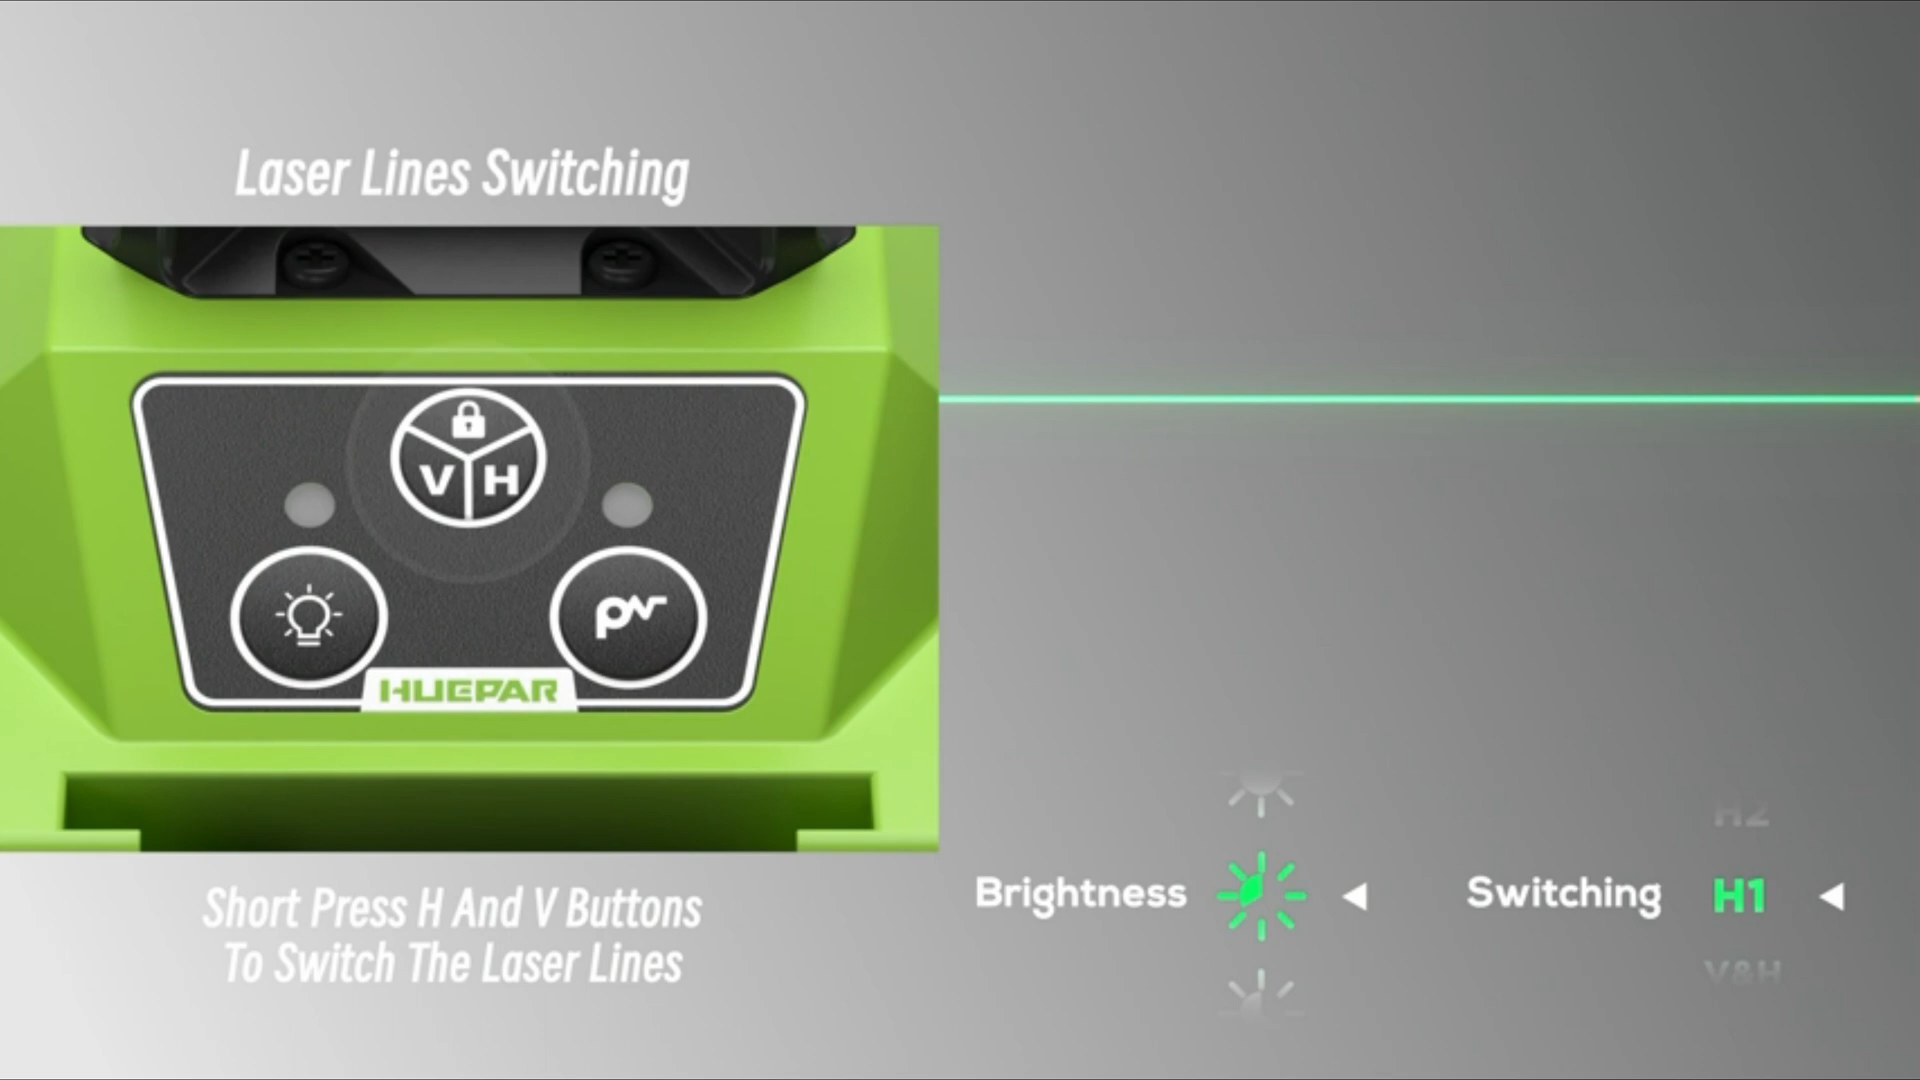 Laser Lines Switching
V H
HUEPAR
Short Press H And V Buttons
To Switch The Laser Lines
Brightness
Switching
H2
H1
V&H